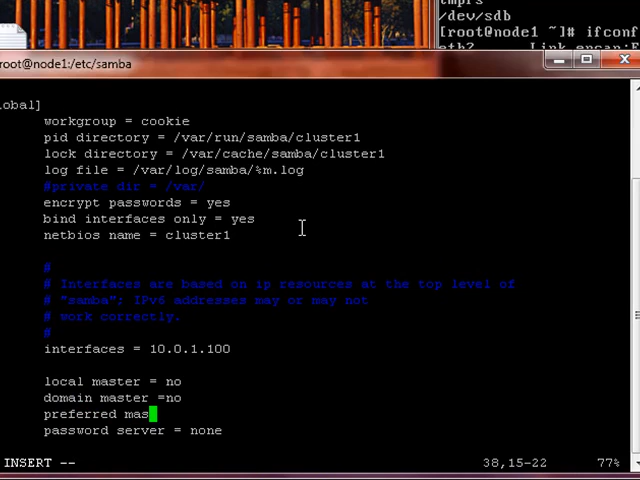 tmpfs
/dev/sdb
[root@node1 ~]# ifconf
root@node1:/etc/samba
obal]
workgroup = cookie
pid directory = /var/run/samba/cluster1
lock directory = /var/cache/samba/cluster1
log file = /var/log/samba/%m.log
#private dir = /var/
encrypt passwords = yes
bind interfaces only = yes
netbios name = cluster1
#
# Interfaces are based on ip resources at the top level of
# "samba"; IPv6 addresses may or may not
# work correctly.
#
interfaces = 10.0.1.100
local master = no
domain master =no
preferred mas
password server = none
INSERT -- 38,15-22 77%